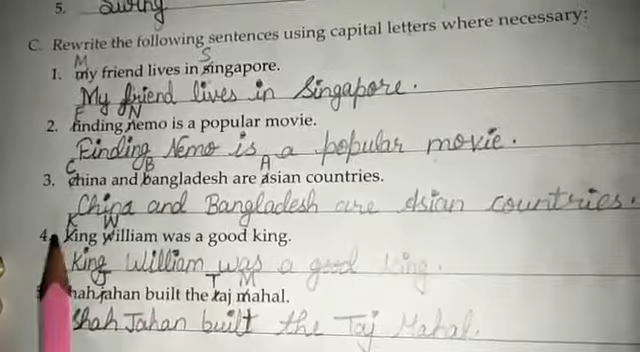 5. Swing
C. Rewrite the following sentences using capital letters where necessary:
M S
1. my friend lives in singapore.
My friend lives in Singapore.
F N
2. finding nemo is a popular movie.
Finding Nemo is a popular movie.
C B A
3. china and bangladesh are asian countries.
China and Bangladesh are Asian countries.
K W
4. king william was a good king.
King William was a good king.
J T M
hah jahan built the taj mahal.
Shah Jahan built the Taj Mahal.